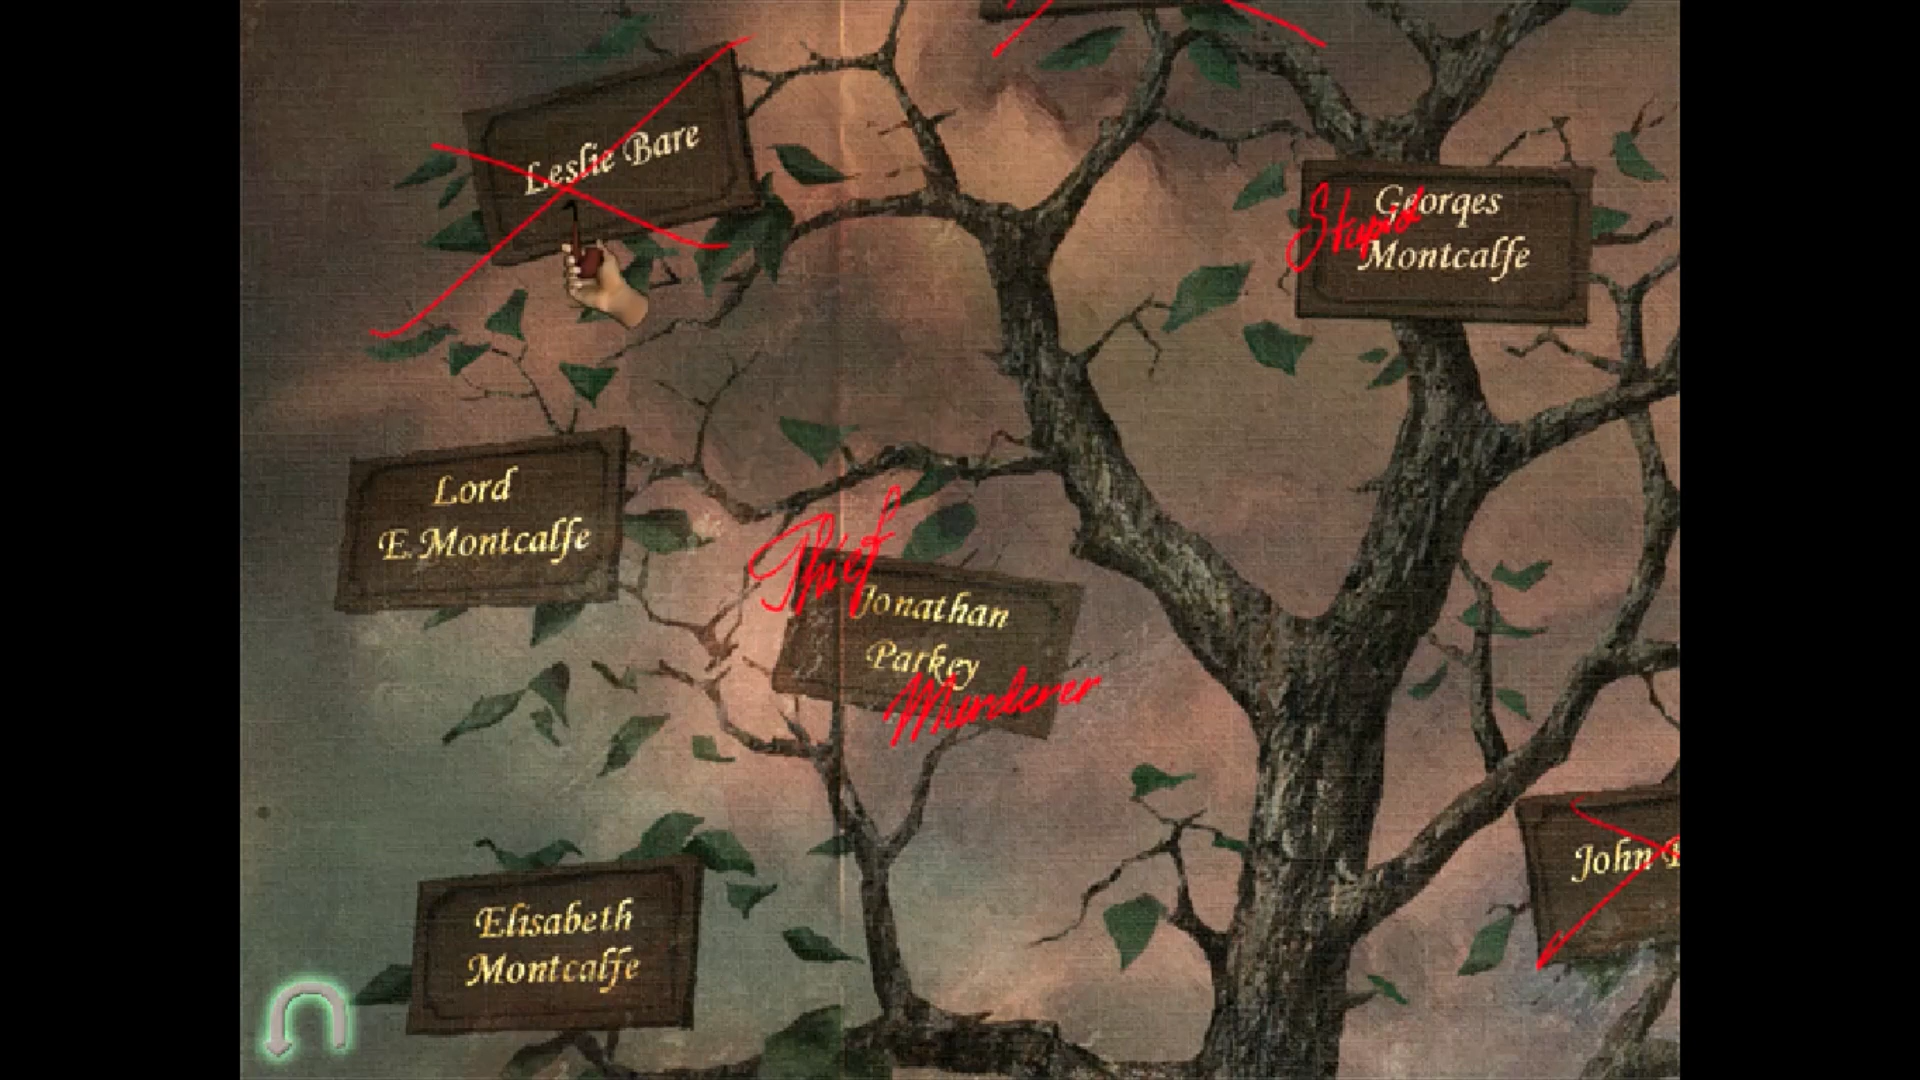 Leslie Bare
Georges
Stupid
Montcalfe
Lord
E. Montcalfe
Thief
Jonathan
Parkey
Murderer
John
Elisabeth
Montcalfe